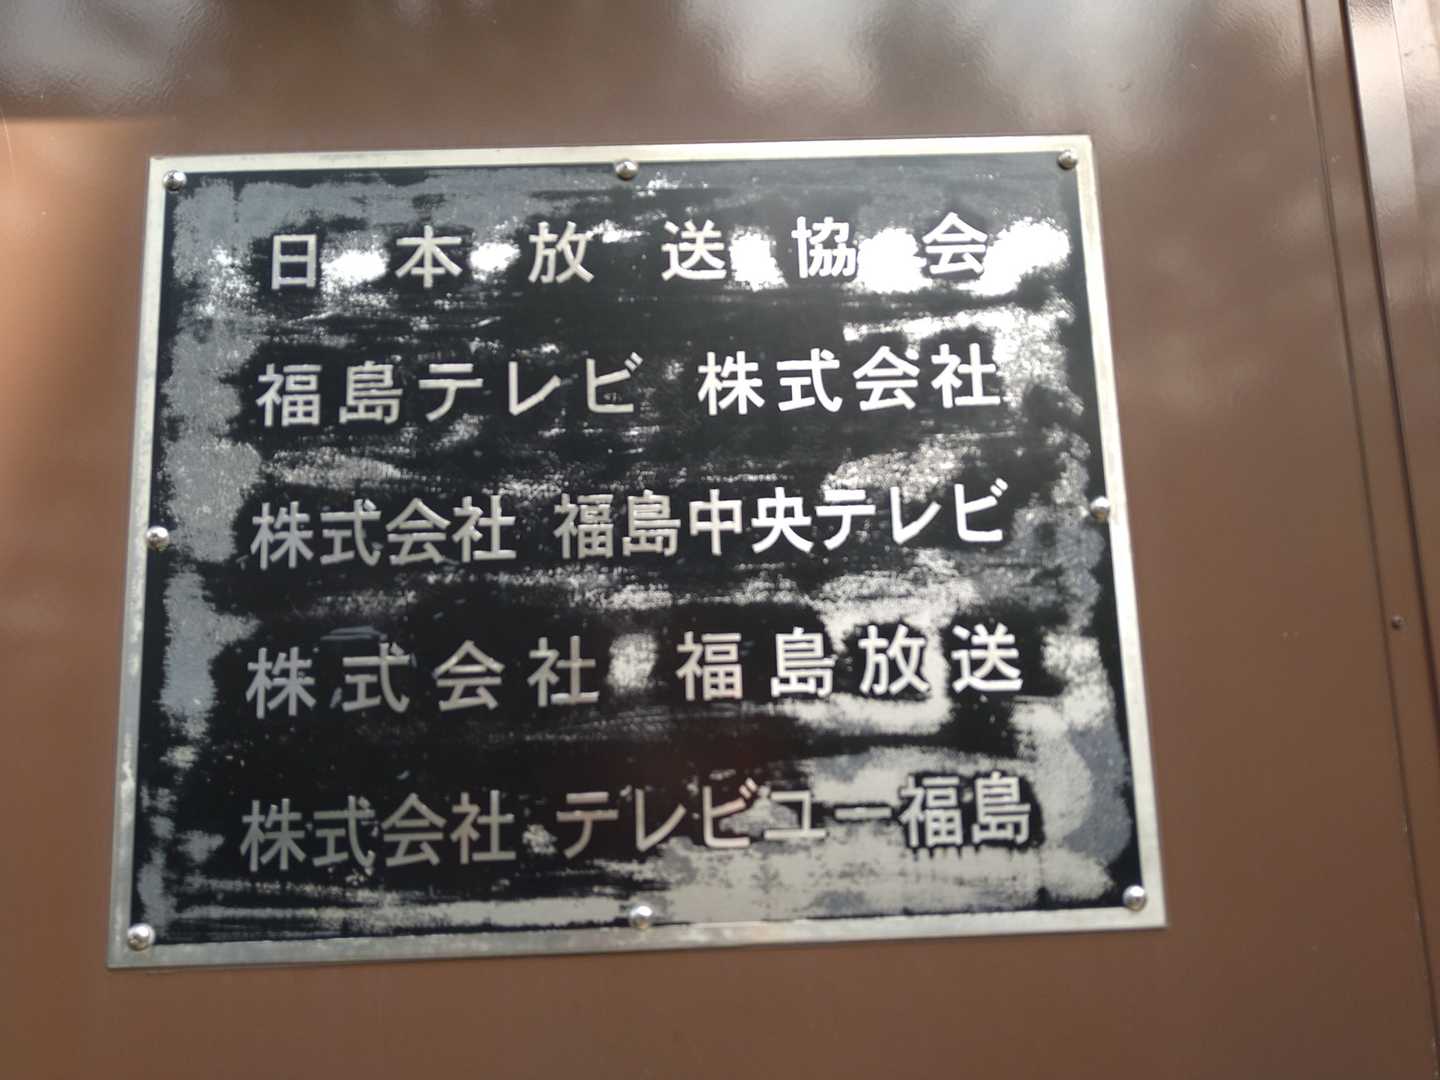 日本放送協会
福島テレビ 株式会社
株式会社 福島中央テレビ
株式会社 福島放送
株式会社 テレビユー福島